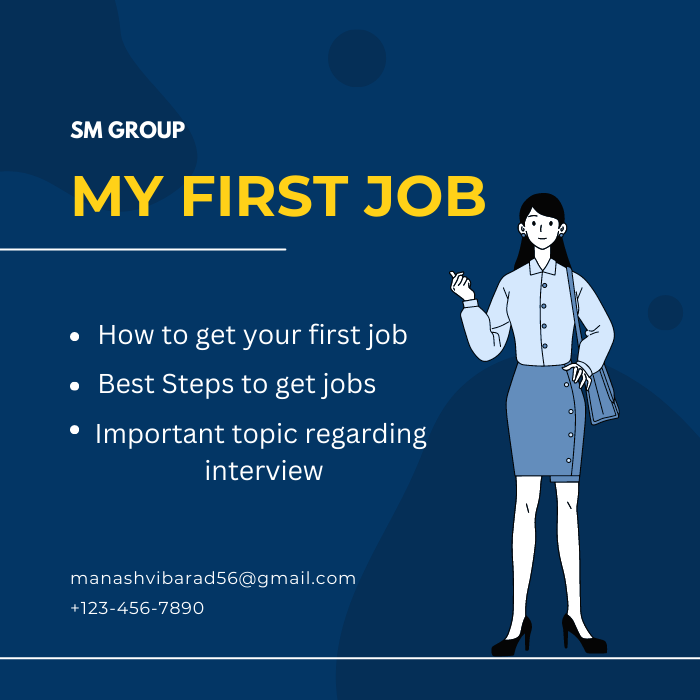 SM GROUP
MY FIRST JOB
• How to get your first job
• Best Steps to get jobs
• Important topic regarding
interview
manashvibarad56@gmail.com
+123-456-7890